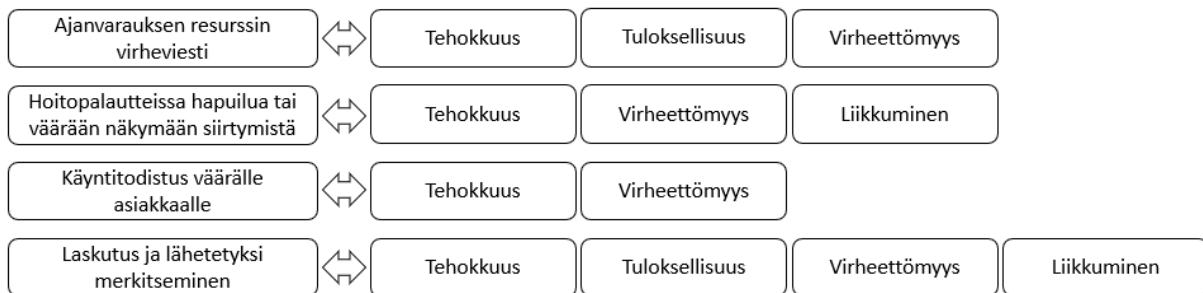 Ajanvarauksen resurssin
virheviesti
Tehokkuus
Tuloksellisuus
Virheettömyys
Hoitopalautteissa hapuilua tai
väärään näkymään siirtymistä
Tehokkuus
Virheettömyys
Liikkuminen
Käyntitodistus väärälle
asiakkaalle
Tehokkuus
Virheettömyys
Laskutus ja lähetetyksi
merkitseminen
Tehokkuus
Tuloksellisuus
Virheettömyys
Liikkuminen